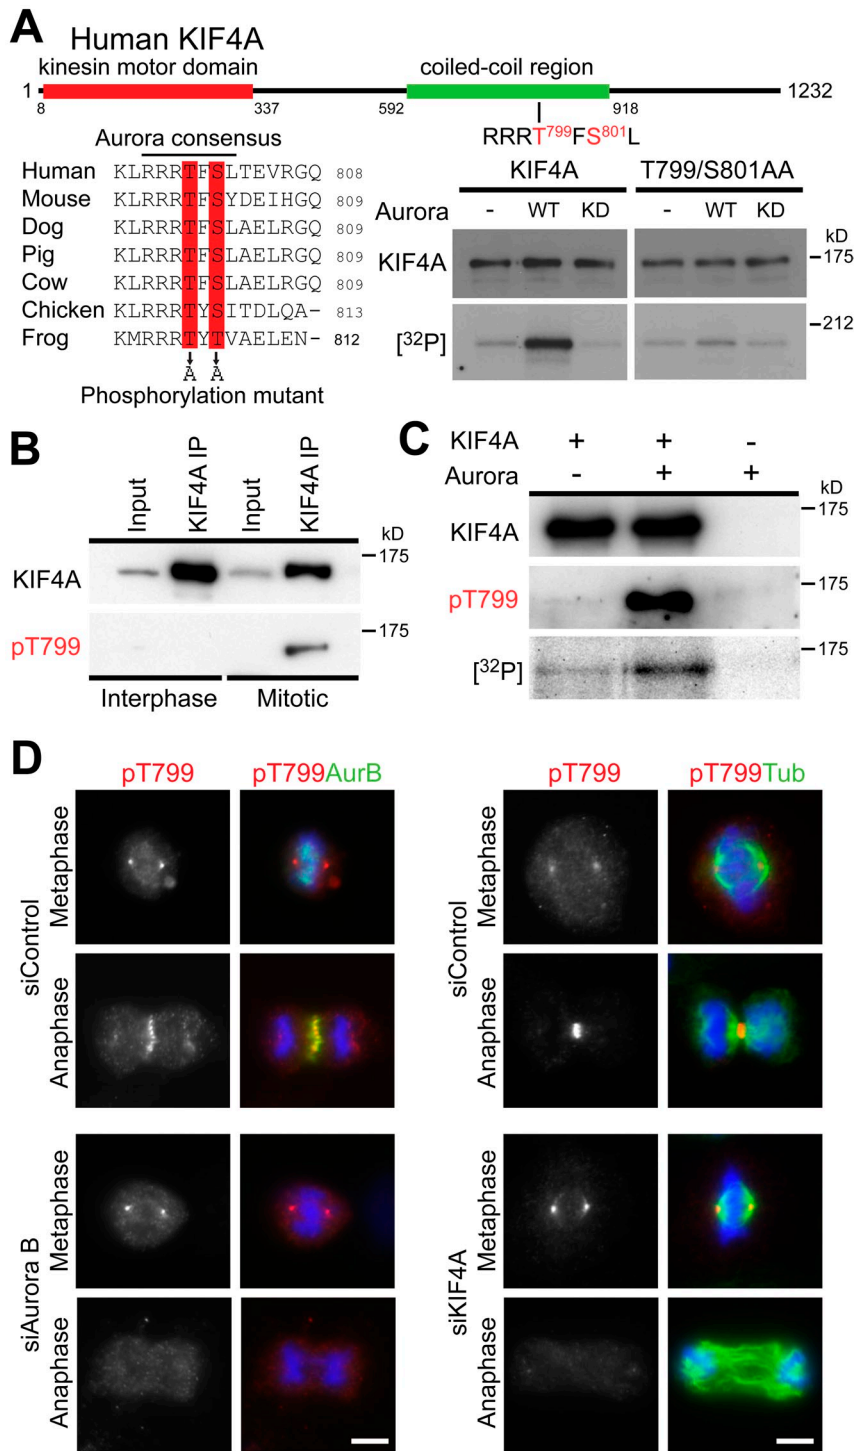 A
Human KIF4A
kinesin motor domain coiled-coil region
1 1232
8 337 592 918
RRRT799FS801L
Aurora consensus
Human KLRRRTFSLTEVRGQ 808
Mouse KLRRRTFSYDEIHGQ 809
Dog KLRRRTFSLAELRGQ 809
Pig KLRRRTFSLAELRGQ 809
Cow KLRRRTFSLAELRGQ 809
Chicken KLRRRTYSITDLQA- 813
Frog KMRRRTYTVAELEN- 812
A A
Phosphorylation mutant
KIF4A T799/S801AA
Aurora - WT KD - WT KD
kD
KIF4A 175
212
[32P]
B
Input KIF4A IP Input KIF4A IP
kD
KIF4A 175
pT799 175
Interphase Mitotic
C
KIF4A + + -
Aurora - + +
kD
KIF4A 175
pT799 175
[32P] 175
D
pT799 pT799AurB
siControl
Metaphase
Anaphase
siAurora B
Metaphase
Anaphase
pT799 pT799Tub
siControl
Metaphase
Anaphase
siKIF4A
Metaphase
Anaphase